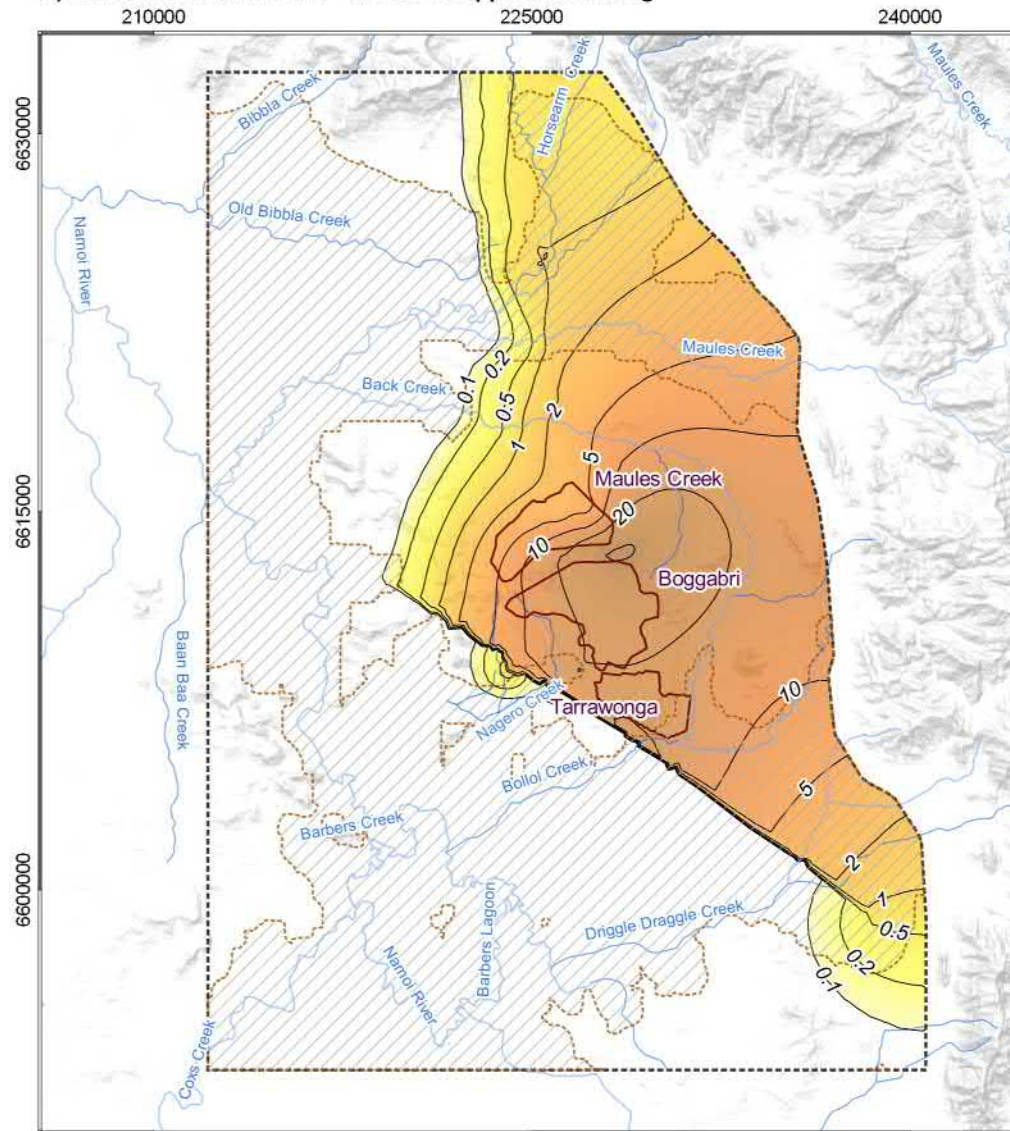 210000
225000
240000
6630000
6615000
6600000
Bibbla Creek
Horsearm Creek
Maules Creek
Old Bibbla Creek
Namoi River
Maules Creek
Back Creek
0.1
0.2
0.5
1
2
5
Maules Creek
20
10
Boggabri
Baan Baa Creek
Tarrawonga
Nagero Creek
10
Bollol Creek
5
Barbers Creek
2
1
Driggle Draggle Creek
0.5
Barbers Lagoon
0.2
Namoi River
0.1
Coxs Creek